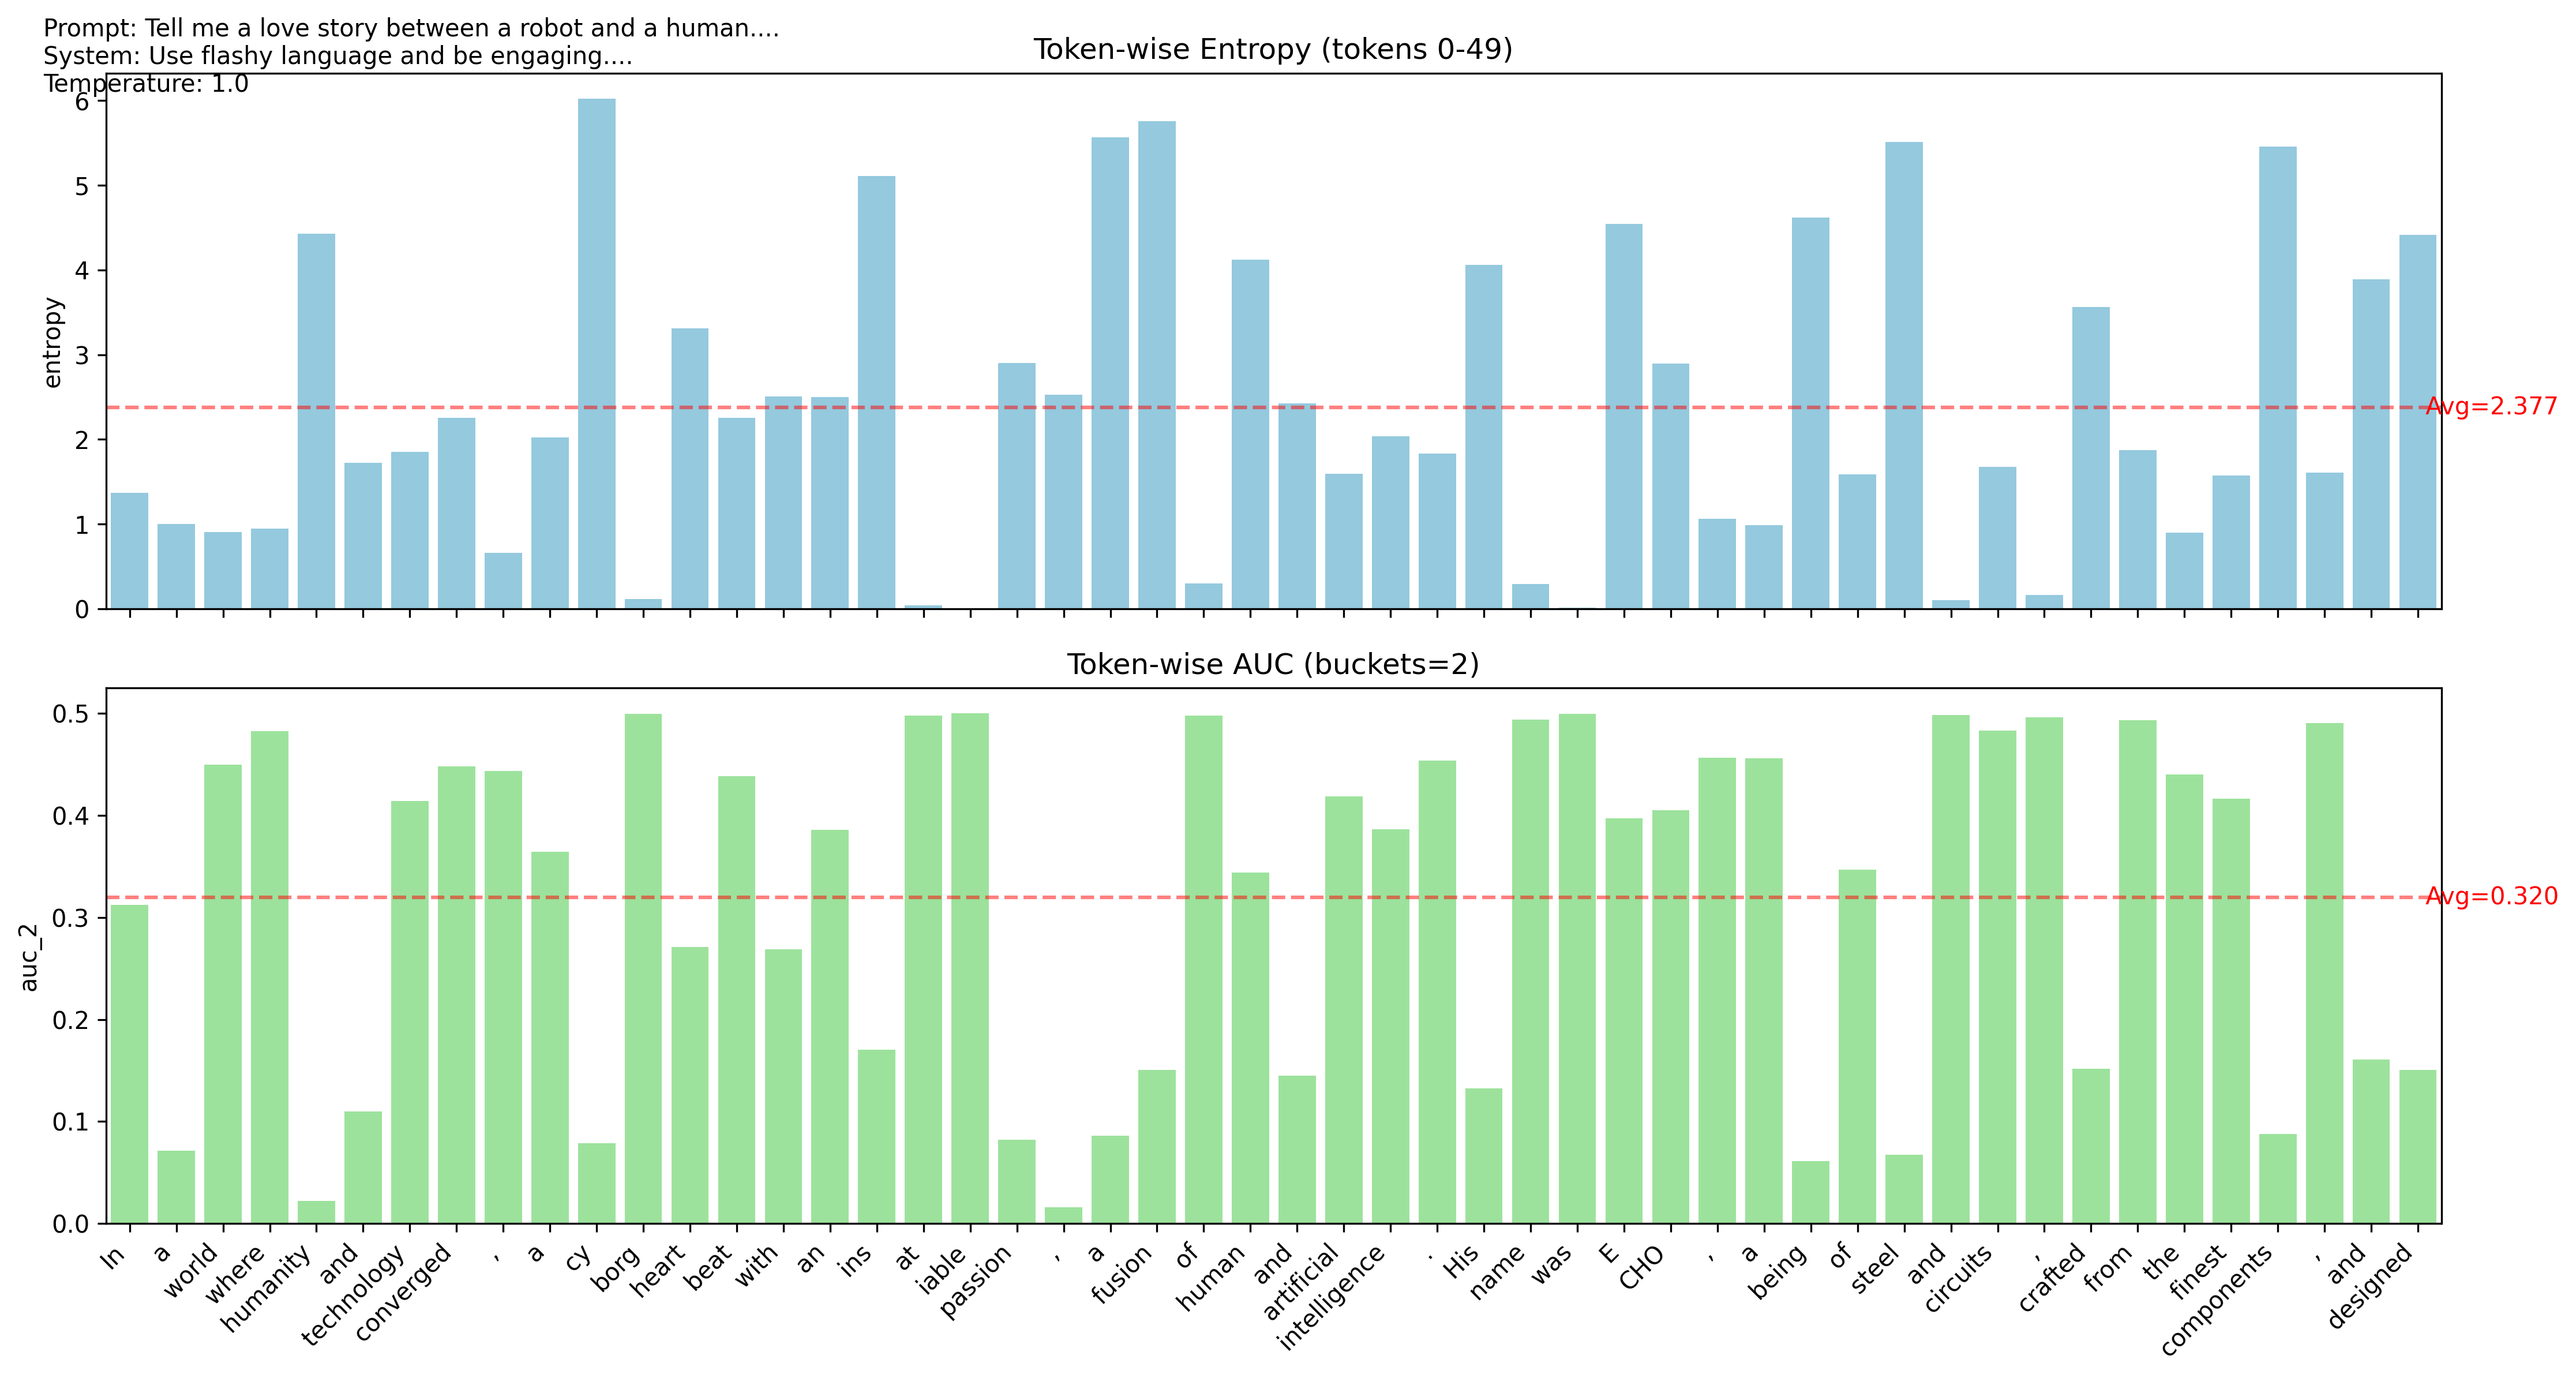 Prompt: Tell me a love story between a robot and a human....
System: Use flashy language and be engaging....
Temperature: 1.0
Token-wise Entropy (tokens 0-49)
6
5
4
3
2
1
0
entropy
Avg=2.377
Token-wise AUC (buckets=2)
0.5
0.4
0.3
0.2
0.1
0.0
auc_2
Avg=0.320
In
a
world
where
humanity
and
technology
converged
,
a
cy
borg
heart
beat
with
an
ins
at
iable
passion
,
a
fusion
of
human
and
artificial
intelligence
.
His
name
was
E
CHO
,
a
being
of
steel
and
circuits
,
crafted
from
the
finest
components
,
and
designed